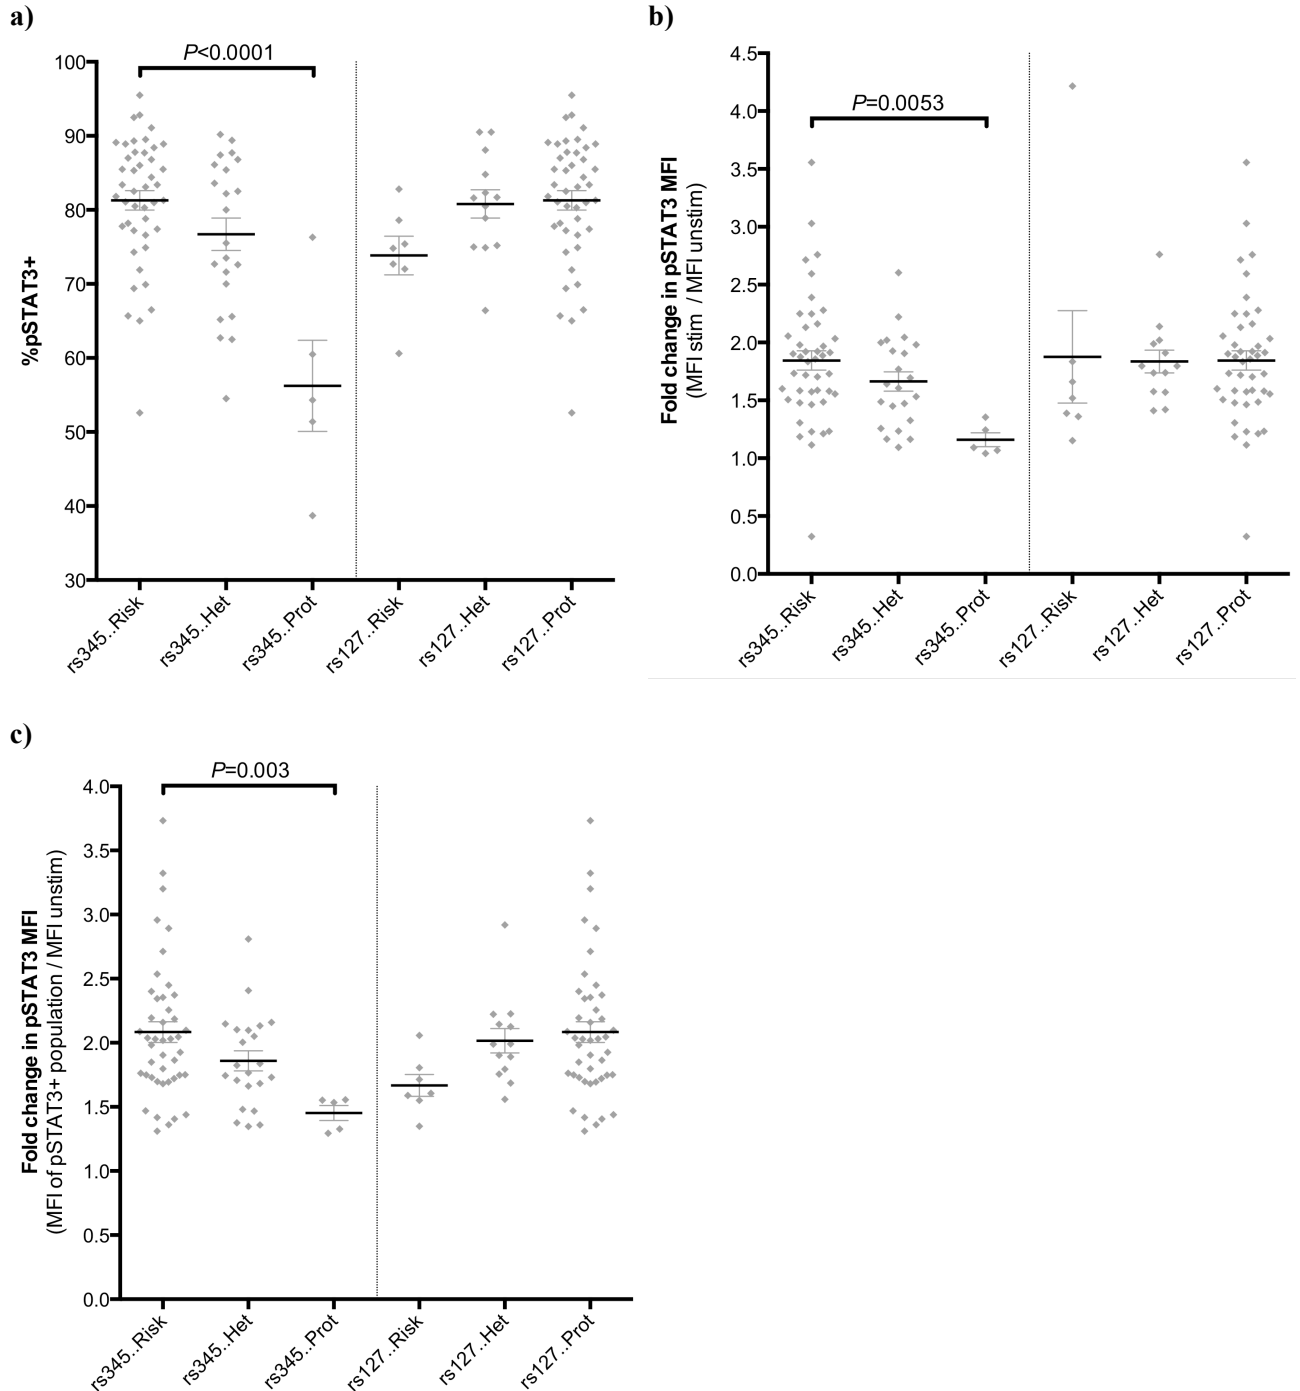 a)
P<0.0001
%pSTAT3+
100
90
80
70
60
50
40
30
rs345..Risk
rs345..Het
rs345..Prot
rs127..Risk
rs127..Het
rs127..Prot
b)
P=0.0053
Fold change in pSTAT3 MFI
(MFI stim / MFI unstim)
4.5
4.0
3.5
3.0
2.5
2.0
1.5
1.0
0.5
0.0
rs345..Risk
rs345..Het
rs345..Prot
rs127..Risk
rs127..Het
rs127..Prot
c)
P=0.003
Fold change in pSTAT3 MFI
(MFI of pSTAT3+ population / MFI unstim)
4.0
3.5
3.0
2.5
2.0
1.5
1.0
0.5
0.0
rs345..Risk
rs345..Het
rs345..Prot
rs127..Risk
rs127..Het
rs127..Prot